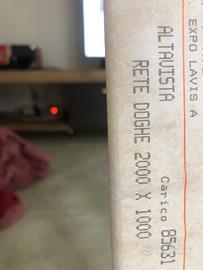 EXPO LAVIS A
ALTAVISTA
Carico 85631
RETE DOGHE 2000 X 1000